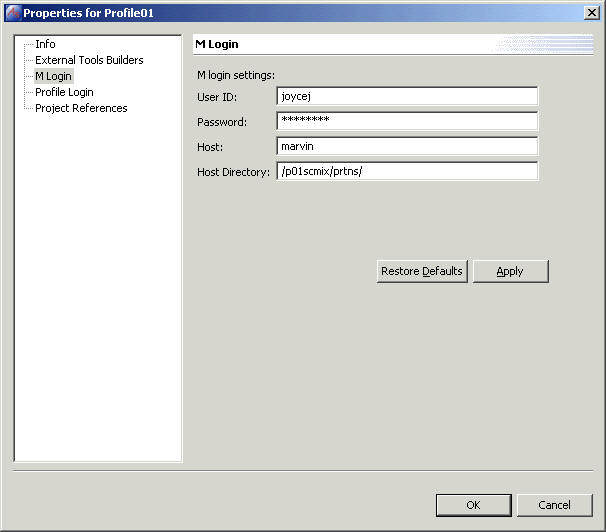 Properties for Profile01
Info
External Tools Builders
M Login
Profile Login
Project References
M Login
M login settings:
User ID: joycej
Password: ********
Host: marvin
Host Directory: /p01scmix/prtns/
Restore Defaults Apply
OK Cancel